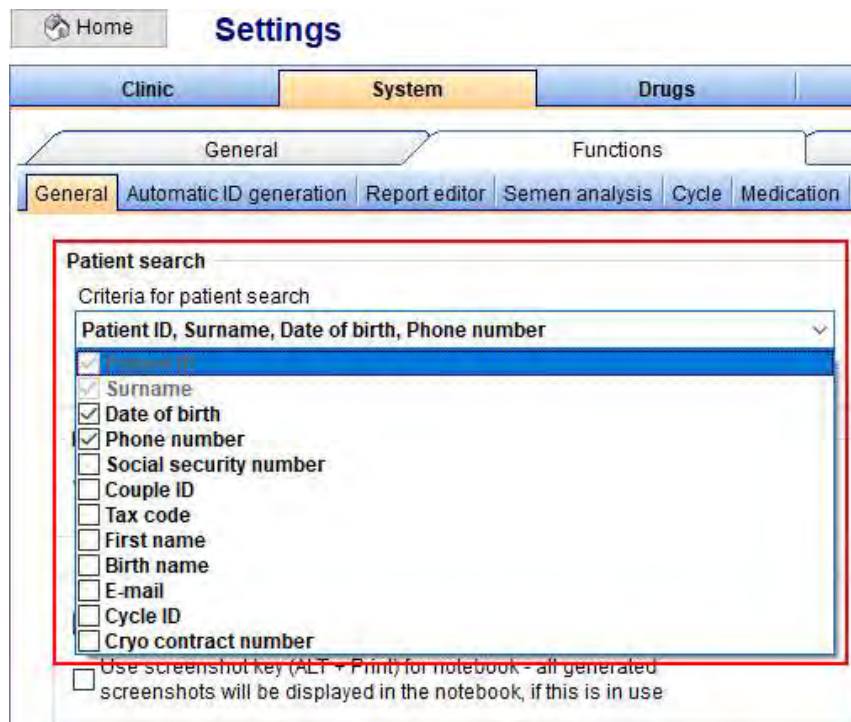 Home
Settings
Clinic System Drugs
General Functions
General Automatic ID generation Report editor Semen analysis Cycle Medication
Patient search
Criteria for patient search
Patient ID, Surname, Date of birth, Phone number
Patient ID
Surname
Date of birth
Phone number
Social security number
Couple ID
Tax code
First name
Birth name
E-mail
Cycle ID
Cryo contract number
Use screenshot key (ALT + Print) for notebook - all generated
screenshots will be displayed in the notebook, if this is in use